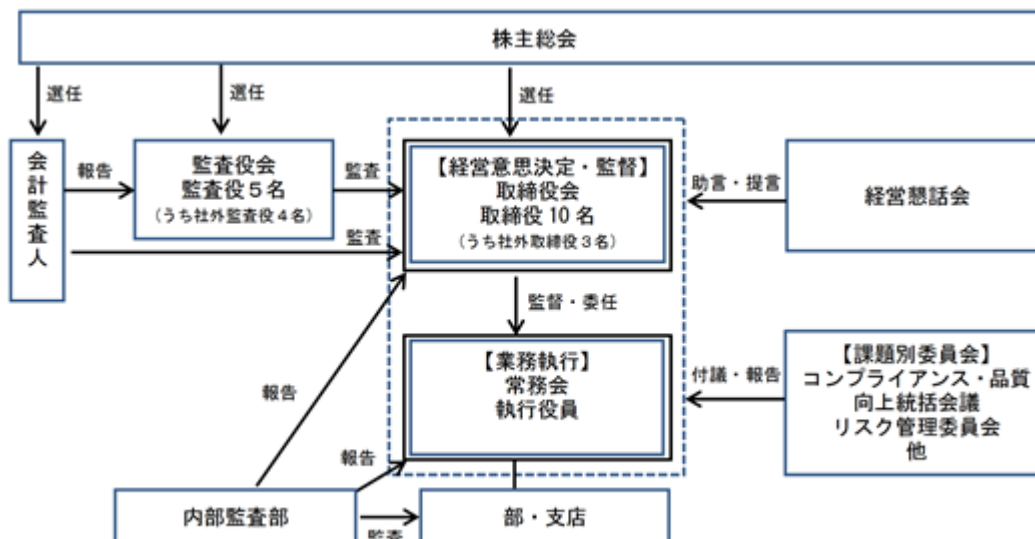 株主総会
選任
選任
選任
会計監査人
報告
監査役会
監査役5名
（うち社外監査役4名）
監査
監査
【経営意思決定・監督】
取締役会
取締役10名
（うち社外取締役3名）
助言・提言
経営懇話会
監督・委任
【業務執行】
常務会
執行役員
付議・報告
【課題別委員会】
コンプライアンス・品質
向上統括会議
リスク管理委員会
他
報告
報告
内部監査部
監査
部・支店